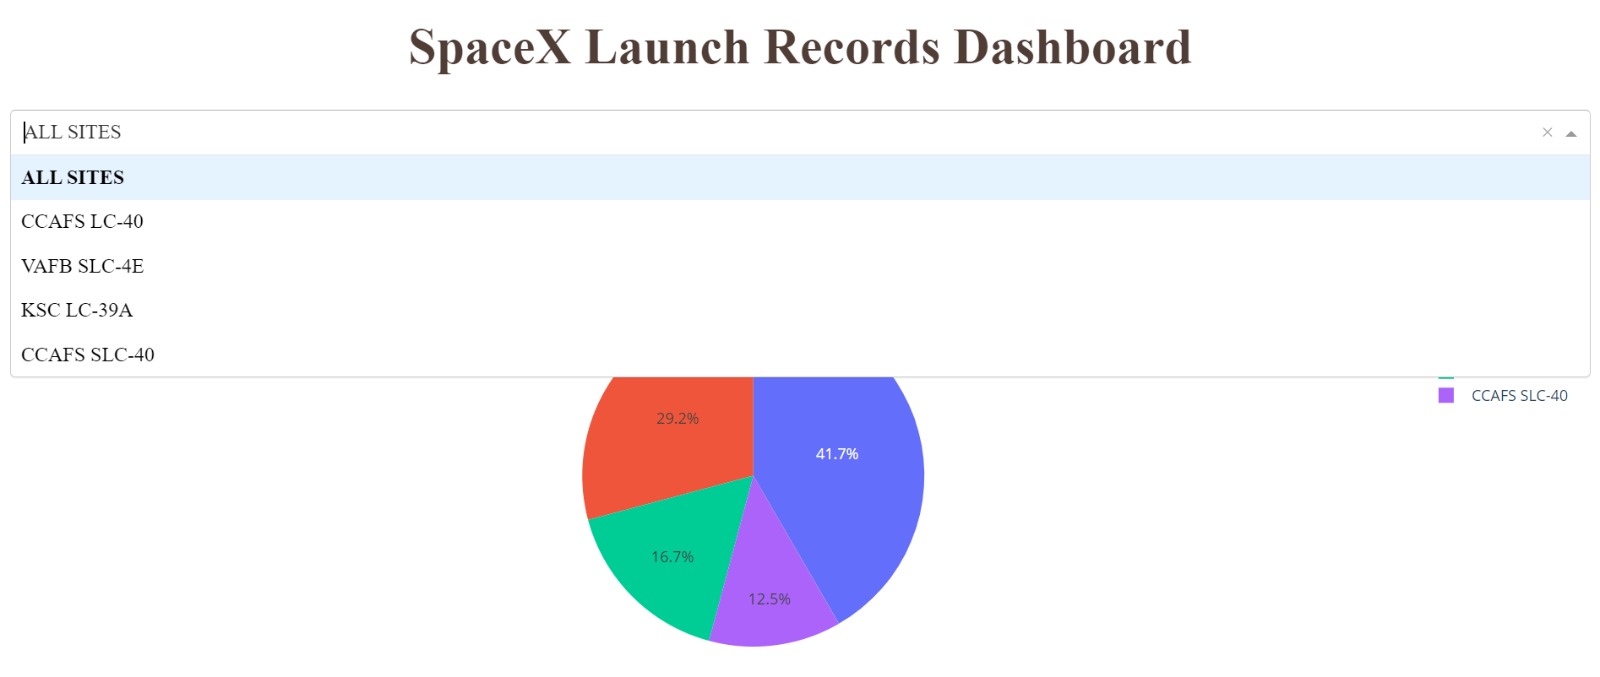 SpaceX Launch Records Dashboard
ALL SITES
ALL SITES
CCAFS LC-40
VAFB SLC-4E
KSC LC-39A
CCAFS SLC-40
CCAFS SLC-40
29.2%
41.7%
16.7%
12.5%